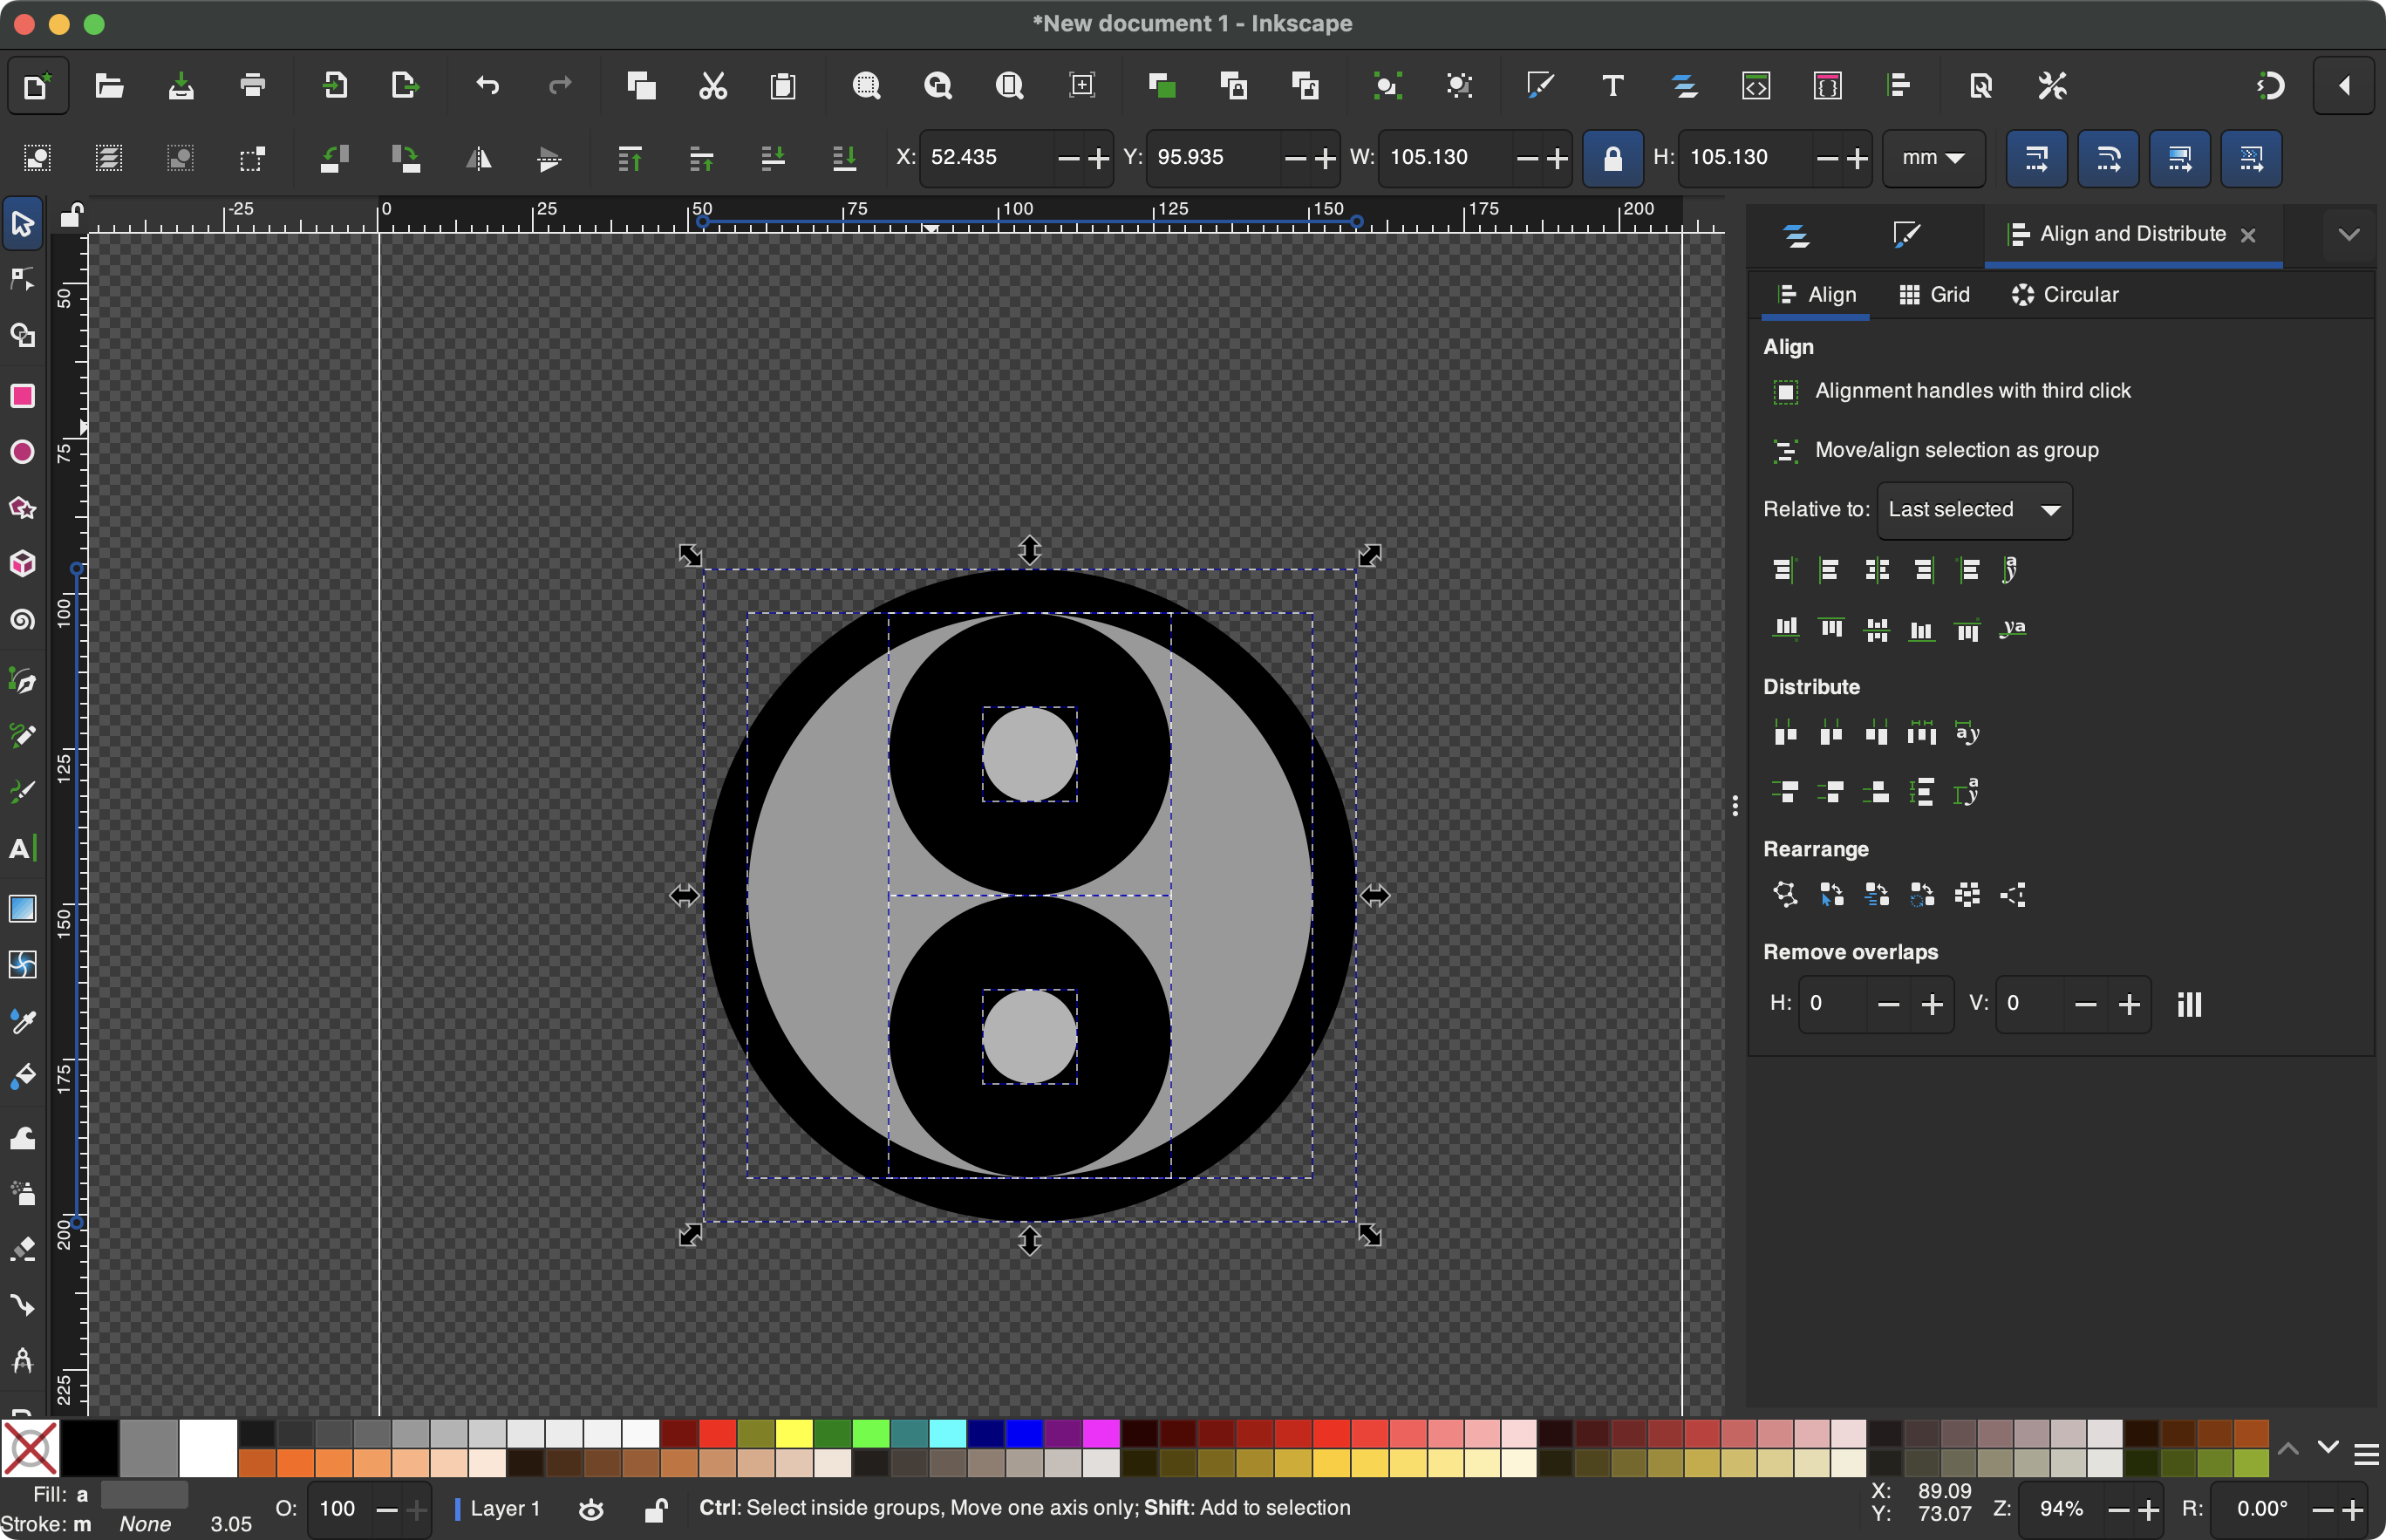 *New document 1 - Inkscape
X: 52.435 Y: 95.935 W: 105.130 H: 105.130 mm
-25 0 25 50 75 100 125 150 175 200
50
75
100
125
150
175
200
225
Align and Distribute
Align Grid Circular
Align
Alignment handles with third click
Move/align selection as group
Relative to: Last selected
Distribute
Rearrange
Remove overlaps
H: 0 V: 0
Fill: a
Stroke: m None 3.05
O: 100
Layer 1
Ctrl: Select inside groups, Move one axis only; Shift: Add to selection
X: 89.09
Y: 73.07
Z: 94%
R: 0.00°